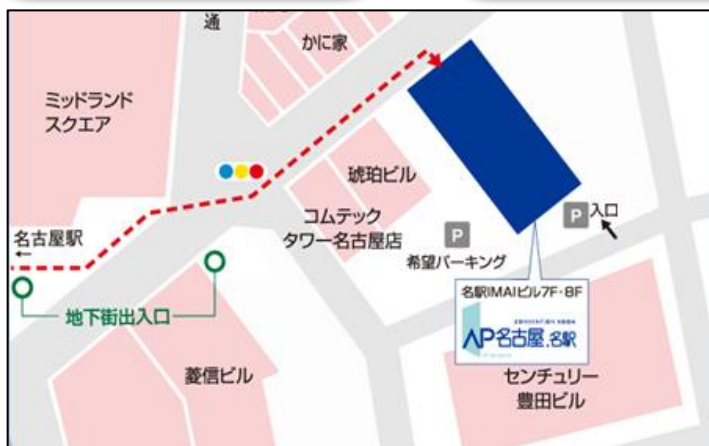 通
かに家
ミッドランド
スクエア
琥珀ビル
コムテック
タワー名古屋店
P
希望パーキング
P
入口
名古屋駅
←
地下街出入口
名駅IMAIビル7F・8F
AP名古屋.名駅
菱信ビル
センチュリー
豊田ビル